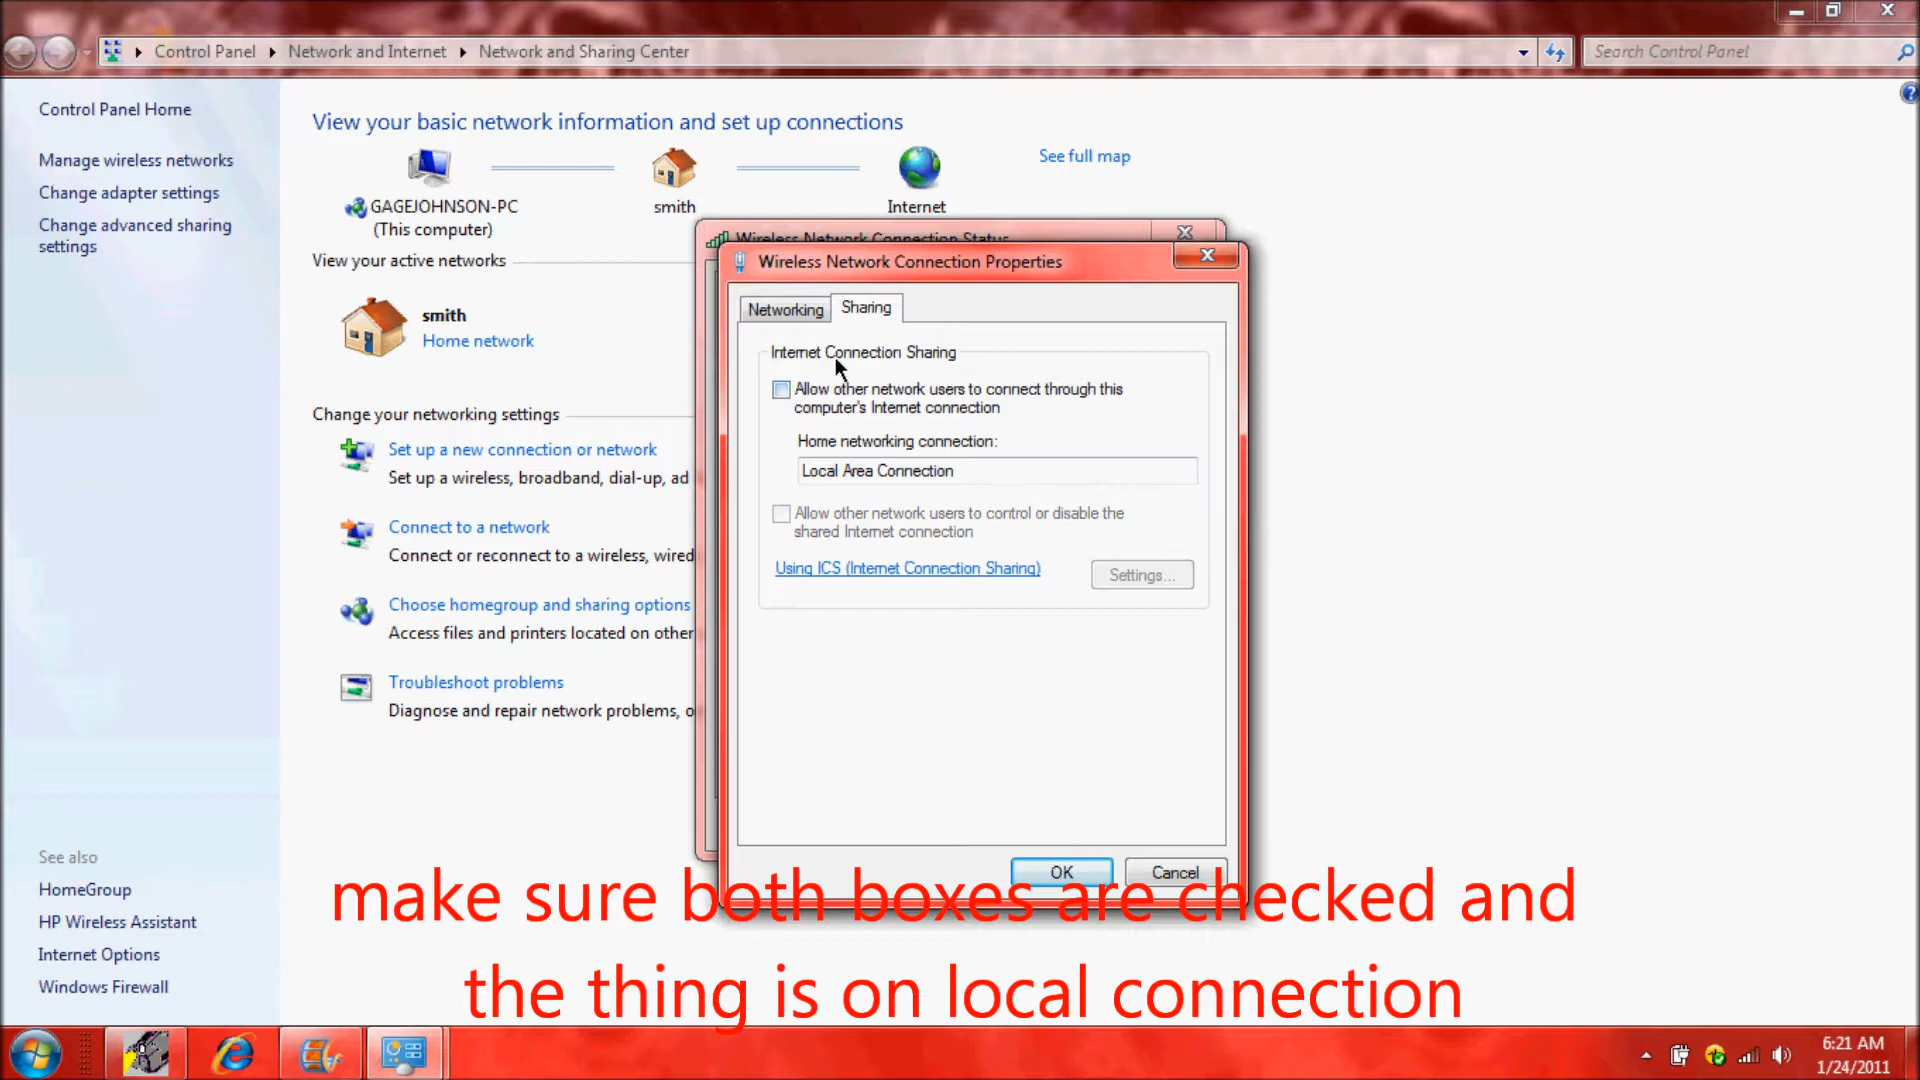 Control Panel
Network and Internet
Network and Sharing Center
Search Control Panel
Control Panel Home
Manage wireless networks
Change adapter settings
Change advanced sharing
settings
View your basic network information and set up connections
See full map
GAGEJOHNSON-PC
(This computer)
smith
Internet
View your active networks
smith
Home network
Change your networking settings
Set up a new connection or network
Set up a wireless, broadband, dial-up, ad
Connect to a network
Connect or reconnect to a wireless, wired
Choose homegroup and sharing options
Access files and printers located on other
Troubleshoot problems
Diagnose and repair network problems, o
Wireless Network Connection Status
Wireless Network Connection Properties
Networking
Sharing
Internet Connection Sharing
Allow other network users to connect through this
computer's Internet connection
Home networking connection:
Local Area Connection
Allow other network users to control or disable the
shared Internet connection
Using ICS (Internet Connection Sharing)
Settings...
OK
Cancel
See also
HomeGroup
HP Wireless Assistant
Internet Options
Windows Firewall
make sure both boxes are checked and
the thing is on local connection
6:21 AM
1/24/2011